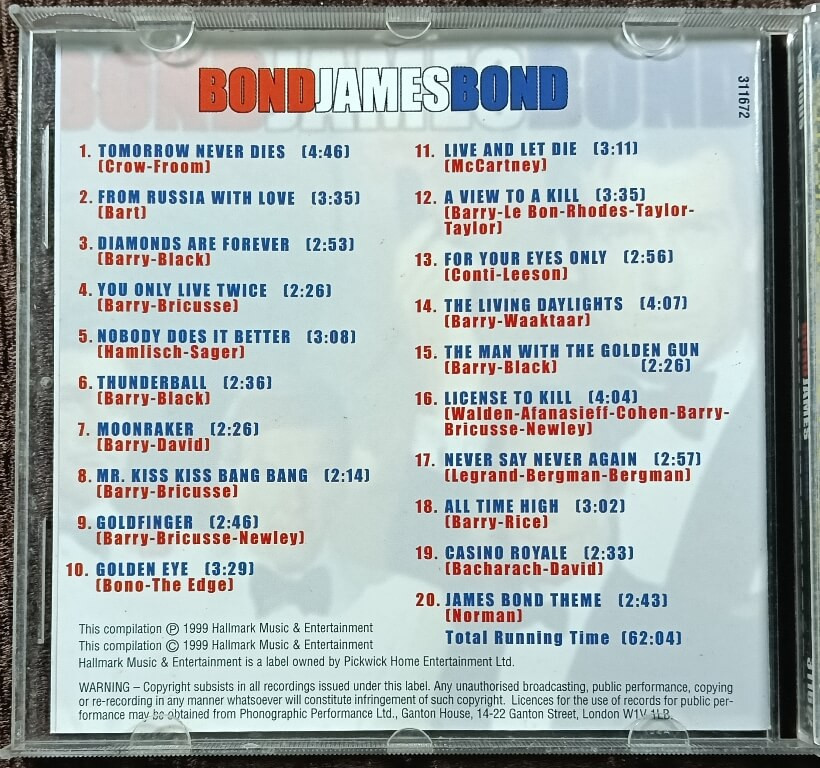 BONDJAMESBOND
311672
1. TOMORROW NEVER DIES (4:46)
(Crow-Froom)
2. FROM RUSSIA WITH LOVE (3:35)
(Bart)
3. DIAMONDS ARE FOREVER (2:53)
(Barry-Black)
4. YOU ONLY LIVE TWICE (2:26)
(Barry-Bricusse)
5. NOBODY DOES IT BETTER (3:08)
(Hamlisch-Sager)
6. THUNDERBALL (2:36)
(Barry-Black)
7. MOONRAKER (2:26)
(Barry-David)
8. MR. KISS KISS BANG BANG (2:14)
(Barry-Bricusse)
9. GOLDFINGER (2:46)
(Barry-Bricusse-Newley)
10. GOLDEN EYE (3:29)
(Bono-The Edge)
11. LIVE AND LET DIE (3:11)
(McCartney)
12. A VIEW TO A KILL (3:35)
(Barry-Le Bon-Rhodes-Taylor-
Taylor)
13. FOR YOUR EYES ONLY (2:56)
(Conti-Leeson)
14. THE LIVING DAYLIGHTS (4:07)
(Barry-Waaktaar)
15. THE MAN WITH THE GOLDEN GUN
(Barry-Black) (2:26)
16. LICENSE TO KILL (4:04)
(Walden-Afanasieff-Cohen-Barry-
Bricusse-Newley)
17. NEVER SAY NEVER AGAIN (2:57)
(Legrand-Bergman-Bergman)
18. ALL TIME HIGH (3:02)
(Barry-Rice)
19. CASINO ROYALE (2:33)
(Bacharach-David)
20. JAMES BOND THEME (2:43)
(Norman)
Total Running Time (62:04)
This compilation ℗ 1999 Hallmark Music & Entertainment
This compilation © 1999 Hallmark Music & Entertainment
Hallmark Music & Entertainment is a label owned by Pickwick Home Entertainment Ltd.
WARNING – Copyright subsists in all recordings issued under this label. Any unauthorised broadcasting, public performance, copying
or re-recording in any manner whatsoever will constitute infringement of such copyright. Licences for the use of records for public per-
formance may be obtained from Phonographic Performance Ltd., Ganton House, 14-22 Ganton Street, London W1V 1LB.